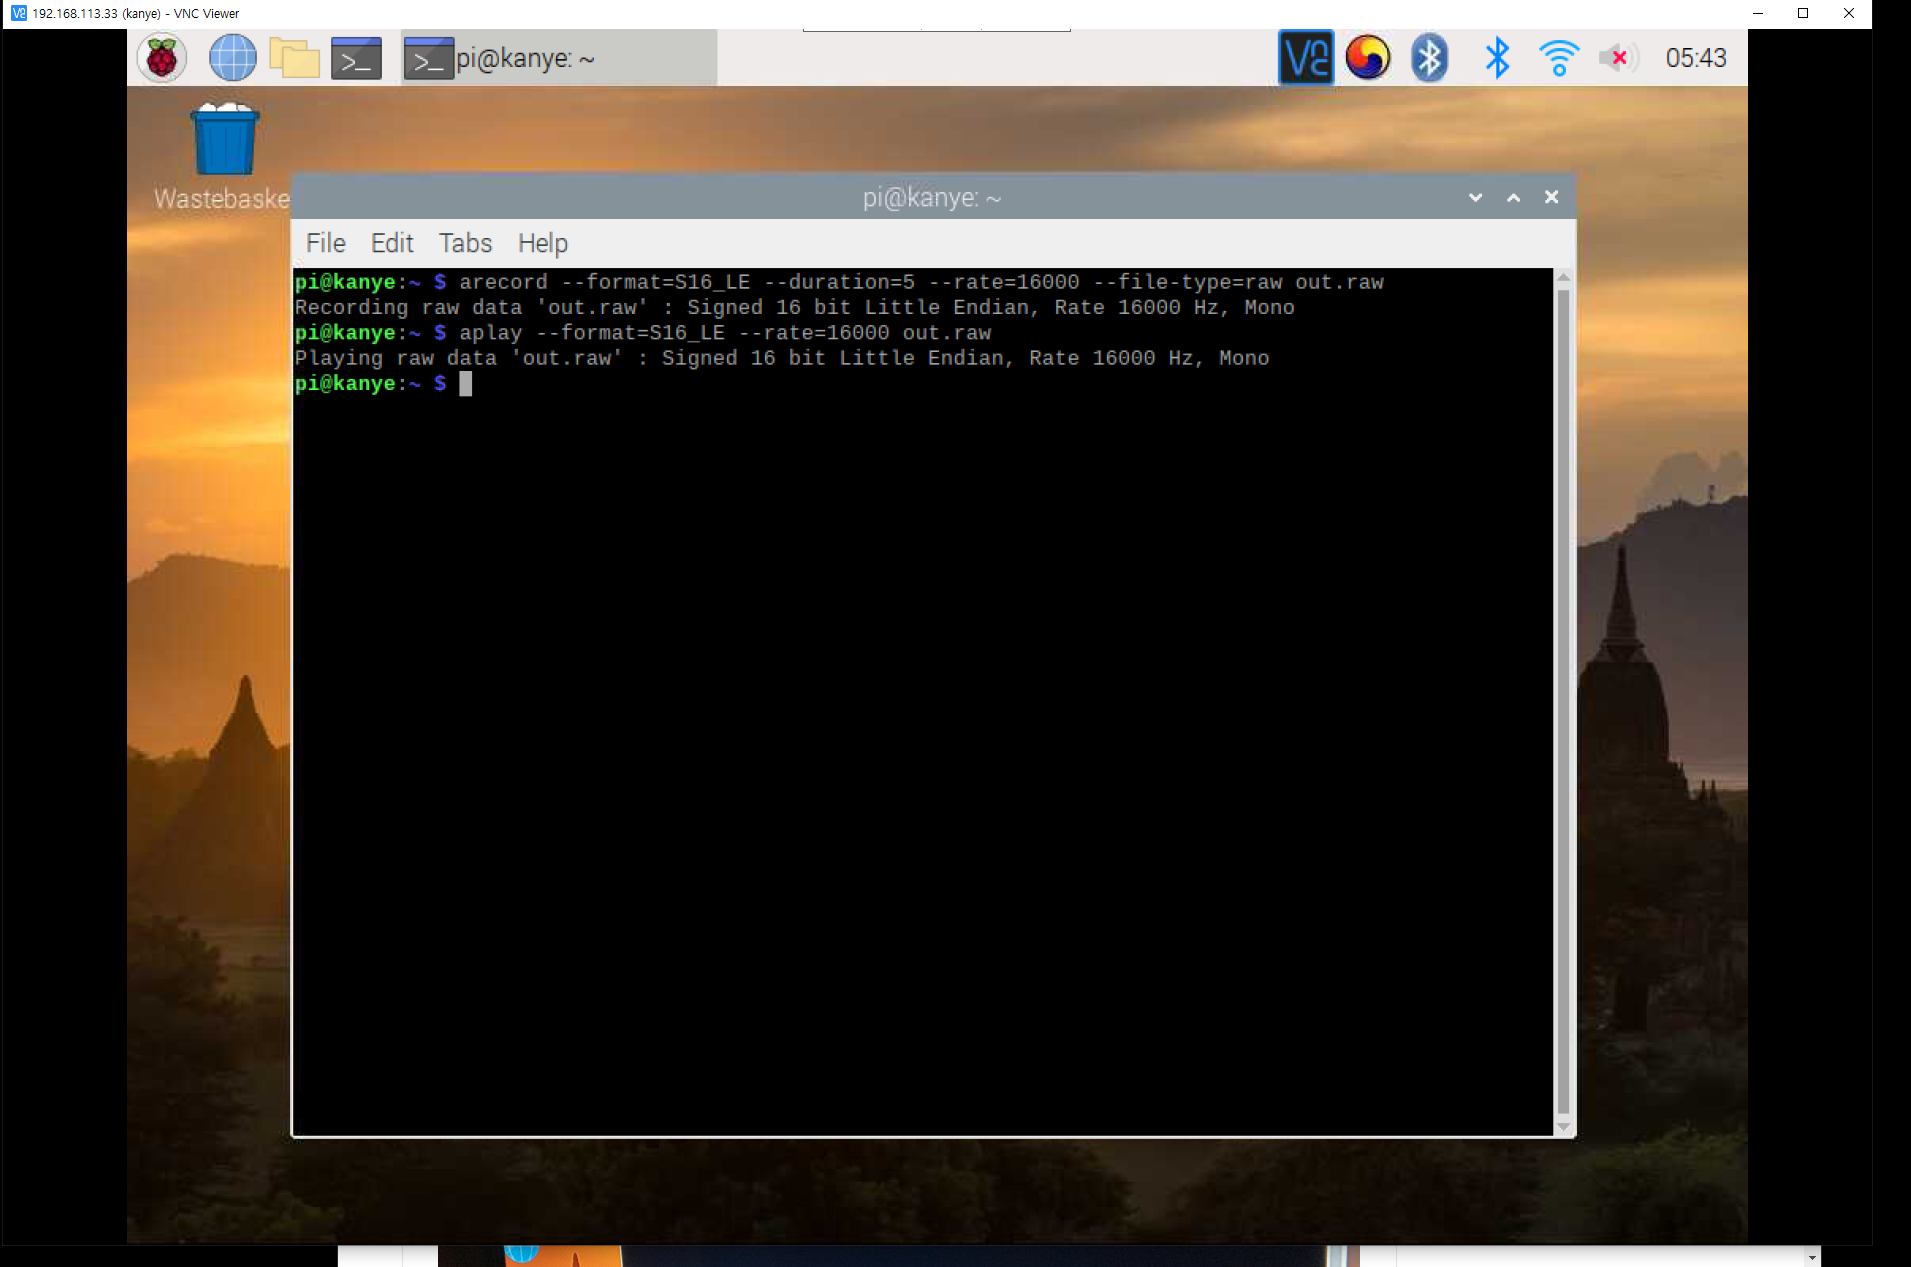 192.168.113.33 (kanye) - VNC Viewer
pi@kanye: ~
05:43
Wastebaske
pi@kanye: ~
File Edit Tabs Help
pi@kanye:~ $ arecord --format=S16_LE --duration=5 --rate=16000 --file-type=raw out.raw
Recording raw data 'out.raw' : Signed 16 bit Little Endian, Rate 16000 Hz, Mono
pi@kanye:~ $ aplay --format=S16_LE --rate=16000 out.raw
Playing raw data 'out.raw' : Signed 16 bit Little Endian, Rate 16000 Hz, Mono
pi@kanye:~ $